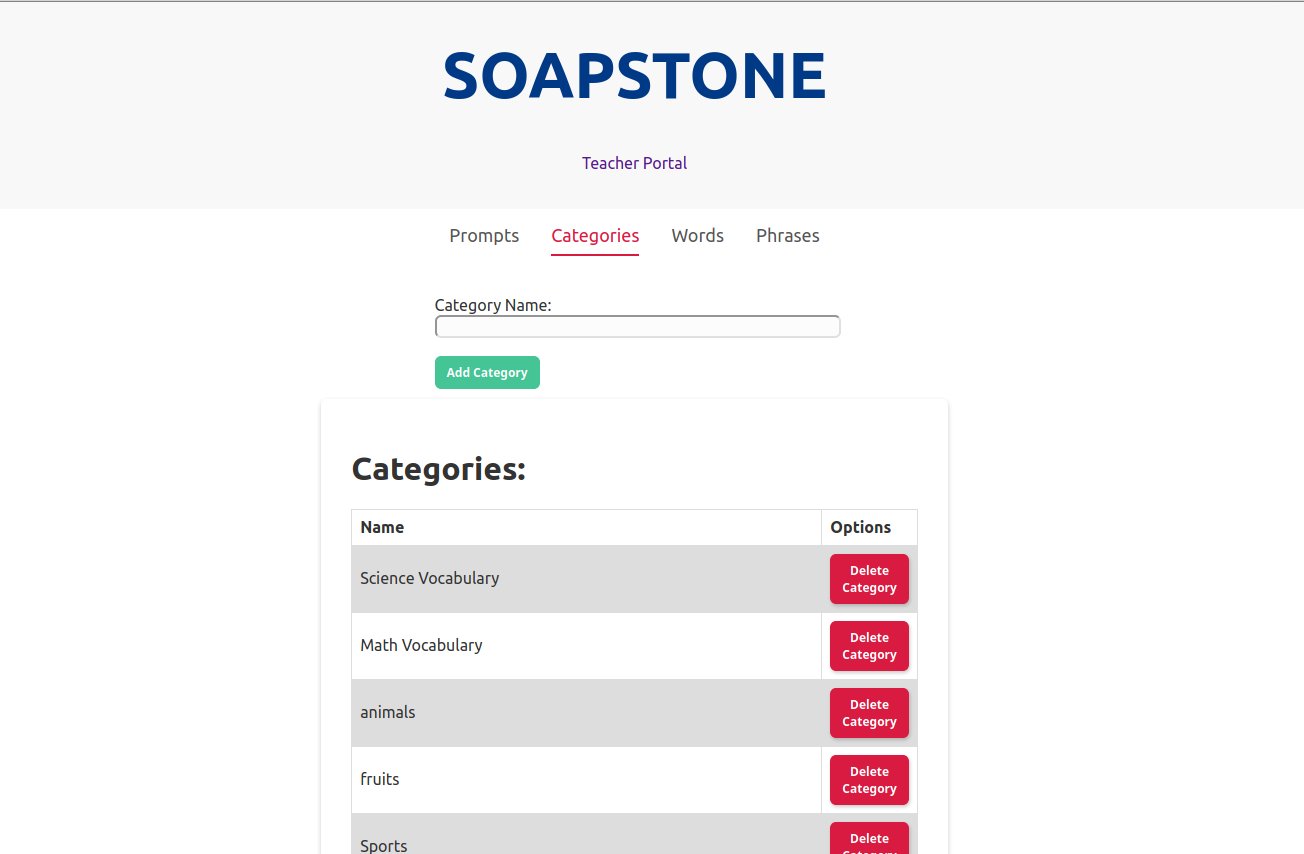 SOAPSTONE
Teacher Portal
Prompts Categories Words Phrases
Category Name:
Add Category
Categories:
Name Options
Science Vocabulary Delete
Category
Math Vocabulary Delete
Category
animals Delete
Category
fruits Delete
Category
Sports Delete
Category